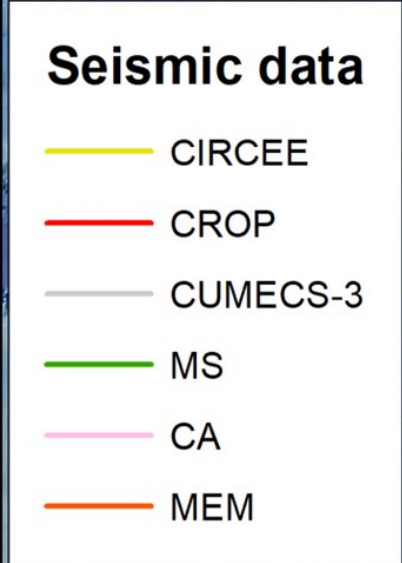 Seismic data
CIRCEE
CROP
CUMECS-3
MS
CA
MEM